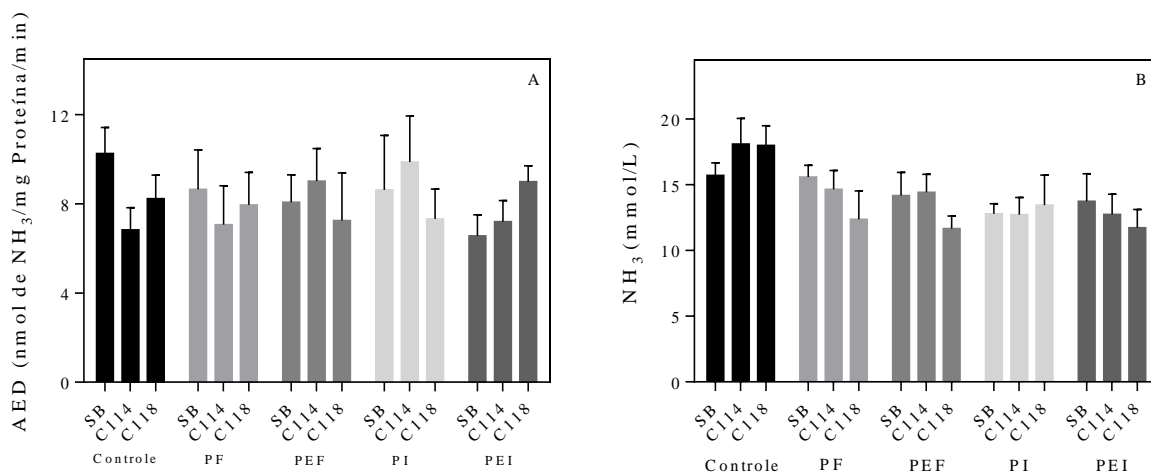 AED (nmol de NH3/mg Proteína/min)
A
12
8
4
0
SB C114 C118 SB C114 C118 SB C114 C118 SB C114 C118 SB C114 C118
Controle PF PEF PI PEI
NH3 (mmol/L)
B
20
15
10
5
0
SB C114 C118 SB C114 C118 SB C114 C118 SB C114 C118 SB C114 C118
Controle PF PEF PI PEI